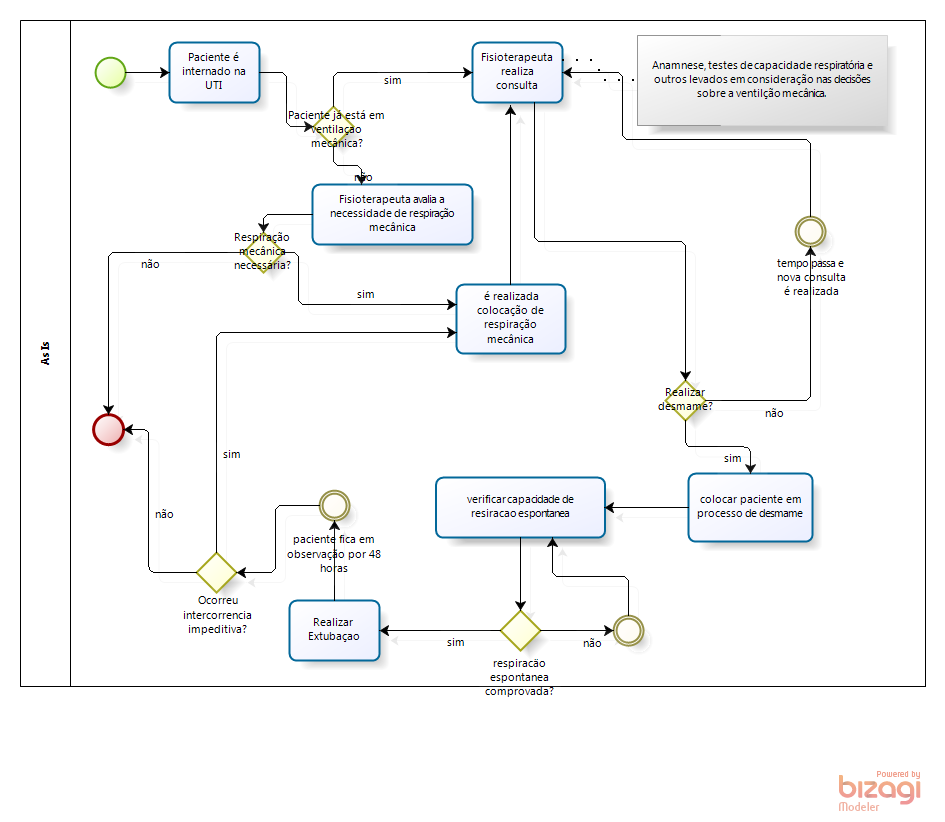 As Is
Paciente é
internado na
UTI
Paciente já está em
ventilação
mecânica?
sim
não
Fisioterapeuta
realiza
consulta
Anamnese, testes de capacidade respiratória e
outros levados em consideração nas decisões
sobre a ventilção mecânica.
Fisioterapeuta avalia a
necessidade de respiração
mecânica
Respiração
mecânica
necessária?
não
sim
é realizada
colocação de
respiração
mecânica
tempo passa e
nova consulta
é realizada
Realizar
desmame?
não
sim
colocar paciente em
processo de desmame
verificar capacidade de
resiracao espontanea
respiracão
espontanea
comprovada?
não
sim
Realizar
Extubaçao
paciente fica em
observação por 48
horas
Ocorreu
intercorrencia
impeditiva?
sim
não
Powered by
bizagi
Modeler